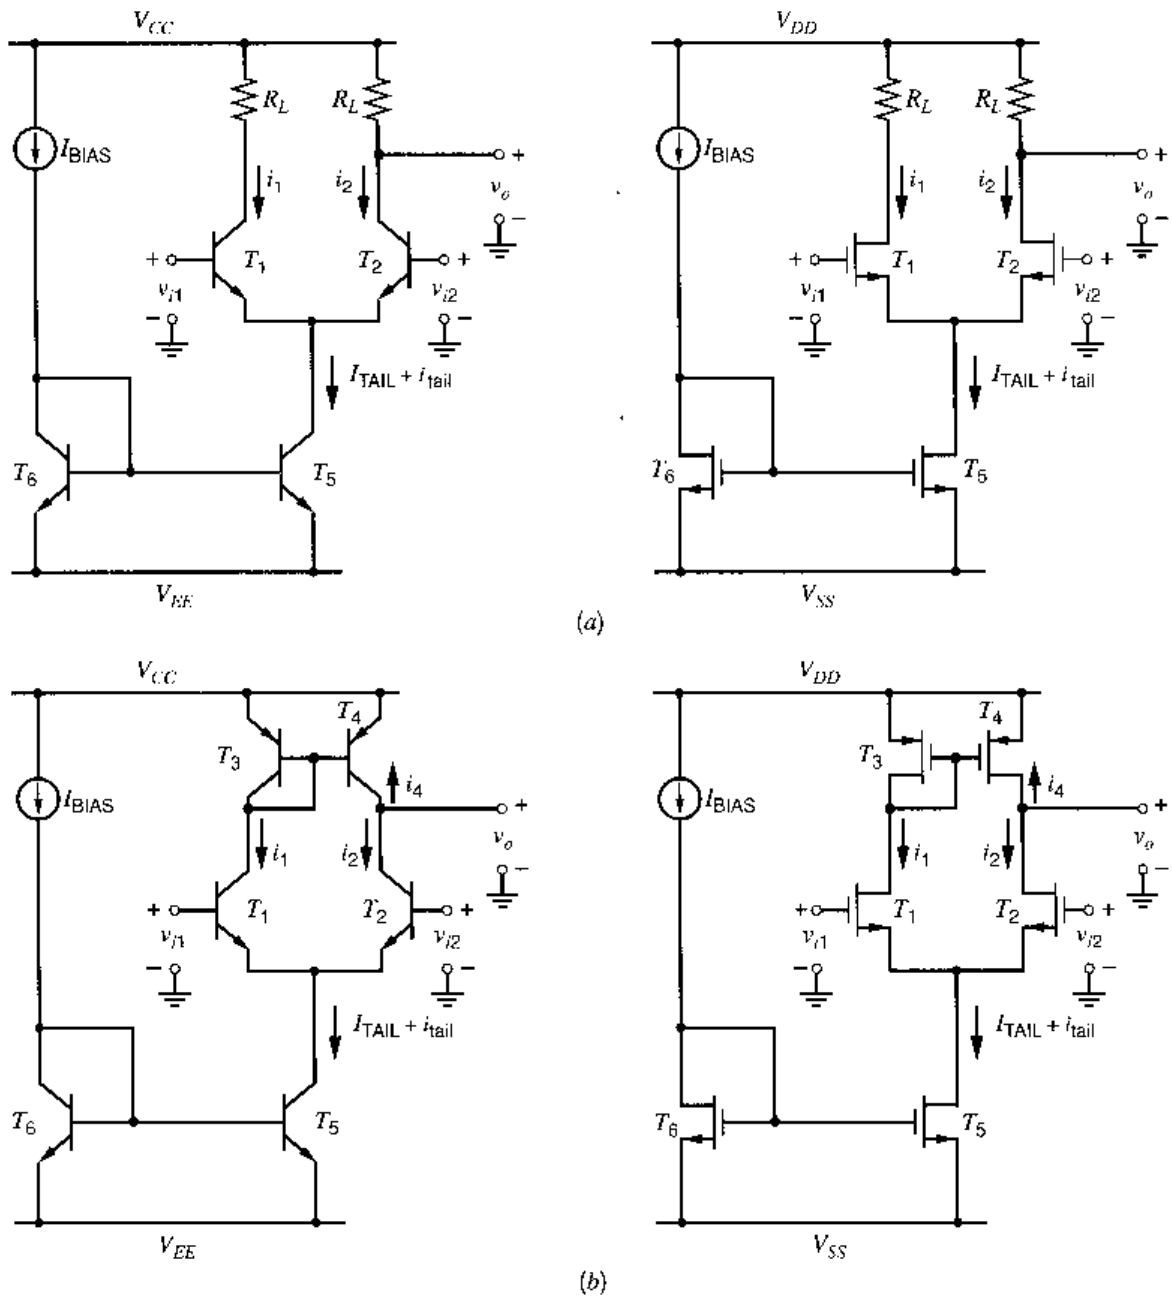 V_CC
R_L
R_L
I_BIAS
i_1
i_2
+
v_o
−
+
T_1
T_2
+
v_i1
v_i2
−
−
I_TAIL + i_tail
T_6
T_5
V_EE
V_DD
R_L
R_L
I_BIAS
i_1
i_2
+
v_o
−
+
T_1
T_2
+
v_i1
v_i2
−
−
I_TAIL + i_tail
T_6
T_5
V_SS
(a)
V_CC
T_4
T_3
i_4
I_BIAS
+
i_1
i_2
v_o
−
+
T_1
T_2
+
v_i1
v_i2
−
−
I_TAIL + i_tail
T_6
T_5
V_EE
V_DD
T_4
T_3
i_4
I_BIAS
+
i_1
i_2
v_o
−
+
T_1
T_2
+
v_i1
v_i2
−
−
I_TAIL + i_tail
T_6
T_5
V_SS
(b)